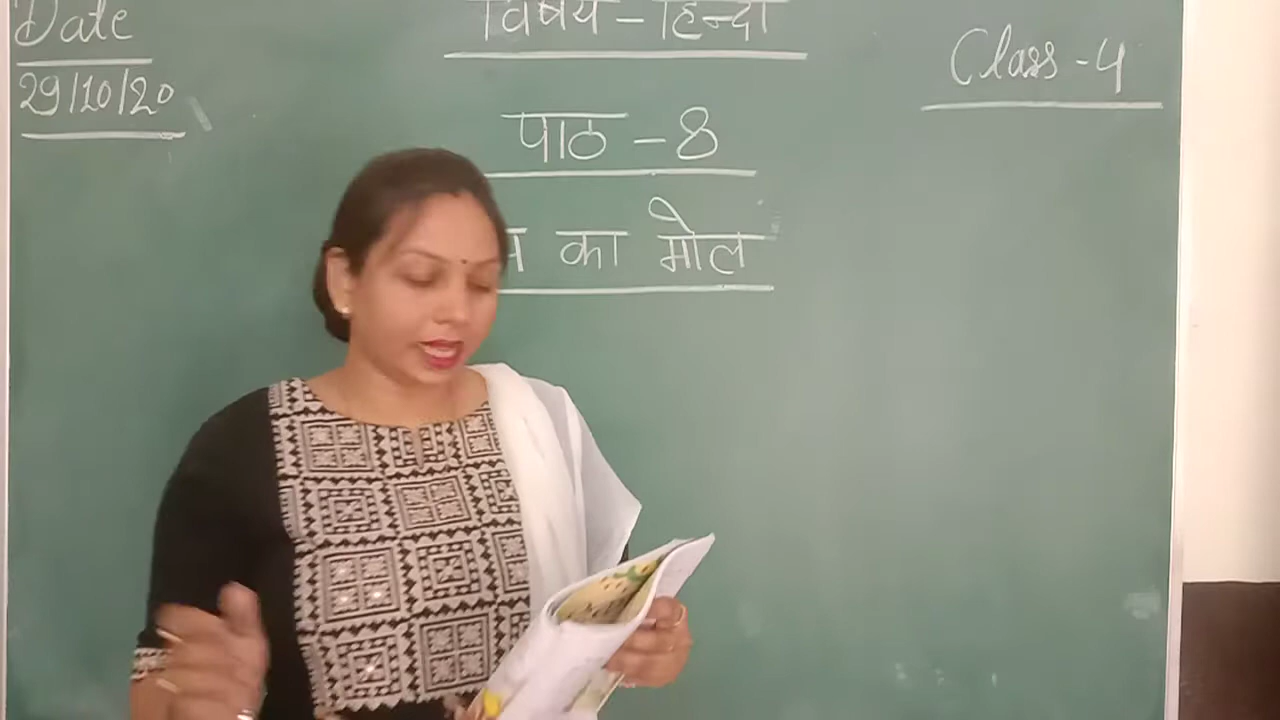 Date
विषय - हिन्दी
Class - 4
29/10/20
पाठ - 8
का मोल